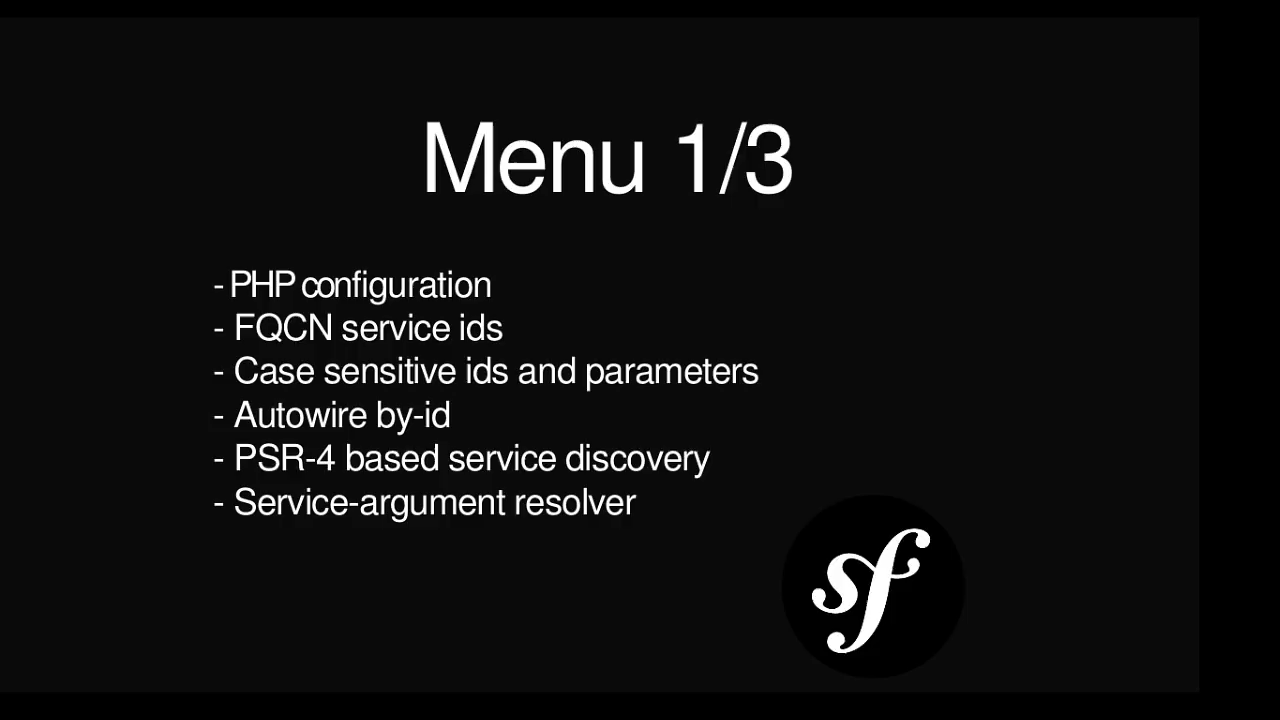 Menu 1/3
- PHP configuration
- FQCN service ids
- Case sensitive ids and parameters
- Autowire by-id
- PSR-4 based service discovery
- Service-argument resolver
sf